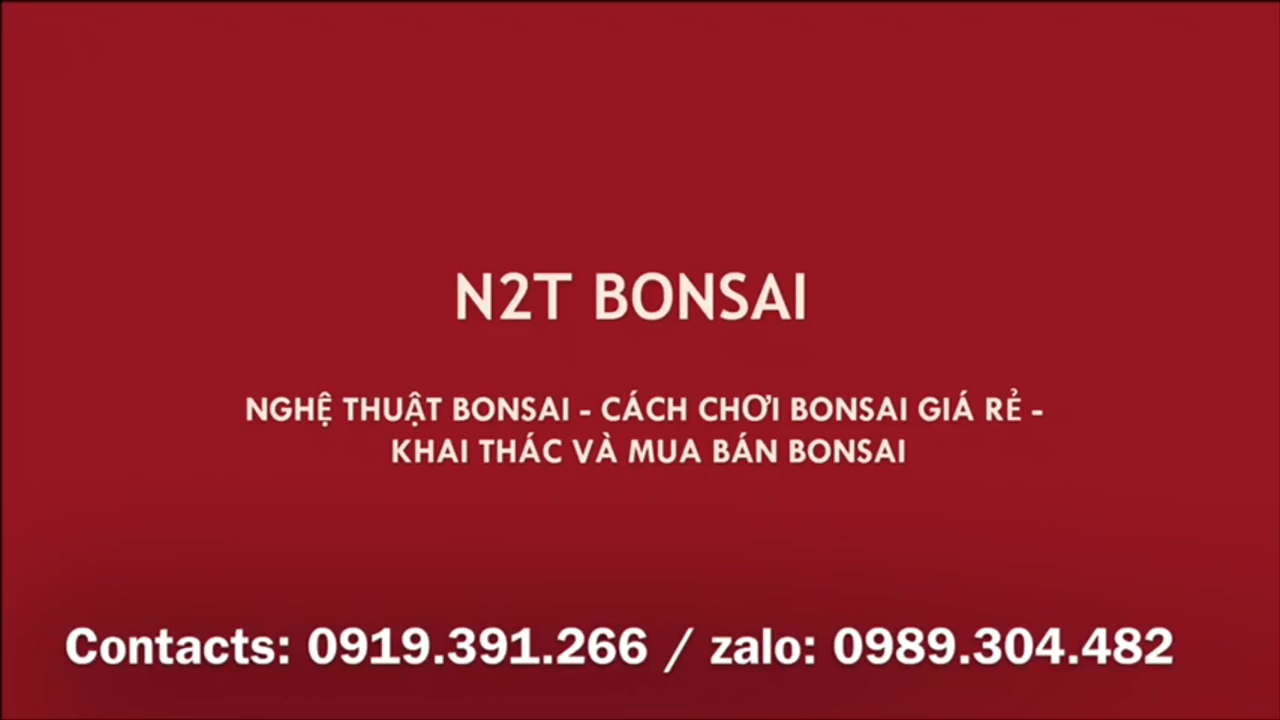 N2T BONSAI
NGHỆ THUẬT BONSAI - CÁCH CHƠI BONSAI GIÁ RẺ -
KHAI THÁC VÀ MUA BÁN BONSAI
Contacts: 0919.391.266 / zalo: 0989.304.482